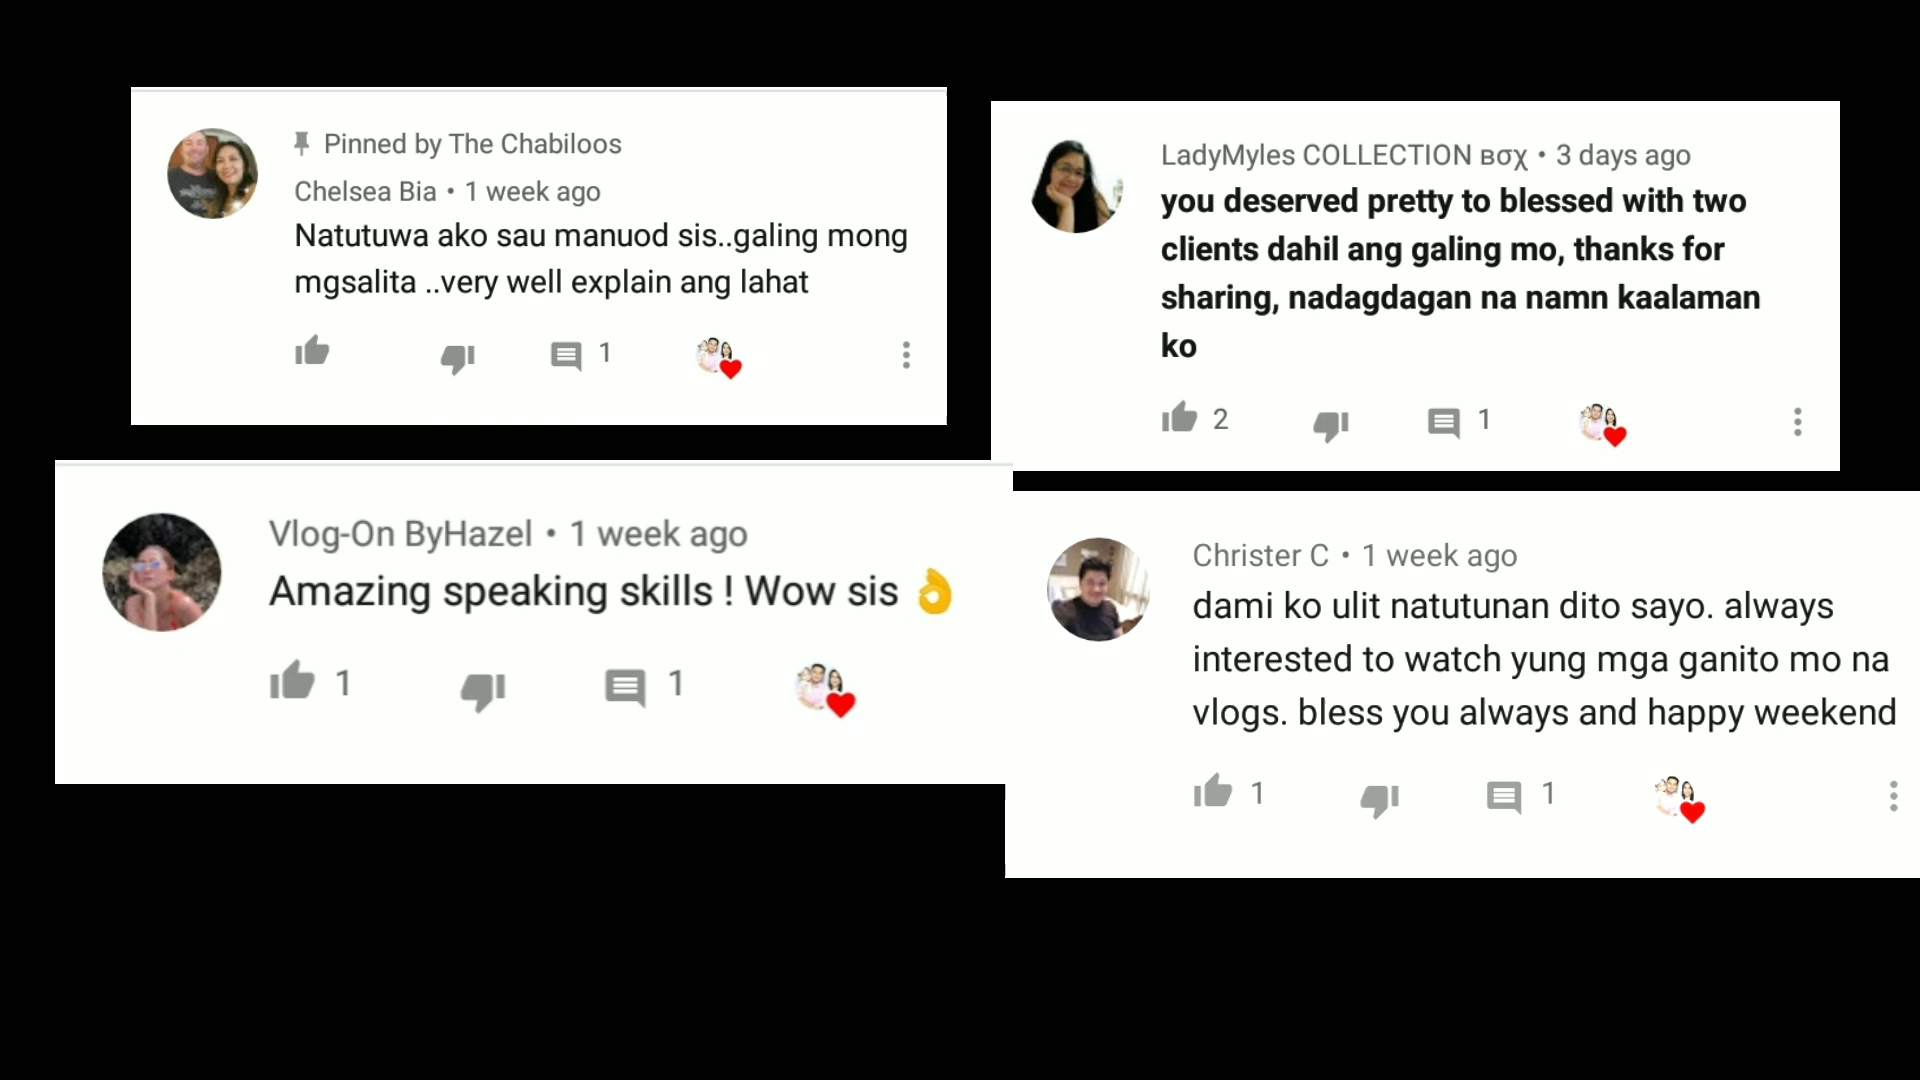 Pinned by The Chabiloos
Chelsea Bia • 1 week ago
Natutuwa ako sau manuod sis..galing mong
mgsalita ..very well explain ang lahat
1
LadyMyles COLLECTION вσχ • 3 days ago
you deserved pretty to blessed with two
clients dahil ang galing mo, thanks for
sharing, nadagdagan na namn kaalaman
ko
2 1
Vlog-On ByHazel • 1 week ago
Amazing speaking skills ! Wow sis 👌
1 1
Christer C • 1 week ago
dami ko ulit natutunan dito sayo. always
interested to watch yung mga ganito mo na
vlogs. bless you always and happy weekend
1 1